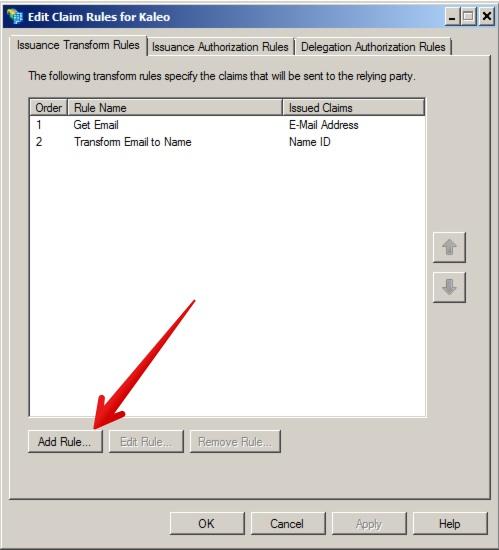 Edit Claim Rules for Kaleo
Issuance Transform Rules Issuance Authorization Rules Delegation Authorization Rules
The following transform rules specify the claims that will be sent to the relying party.
Order Rule Name Issued Claims
1 Get Email E-Mail Address
2 Transform Email to Name Name ID
Add Rule... Edit Rule... Remove Rule...
OK Cancel Apply Help